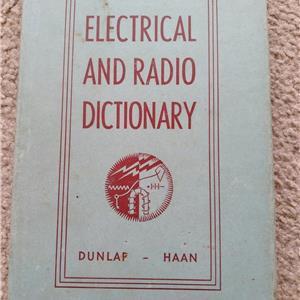 ELECTRICAL
AND RADIO
DICTIONARY
DUNLAP - HAAN